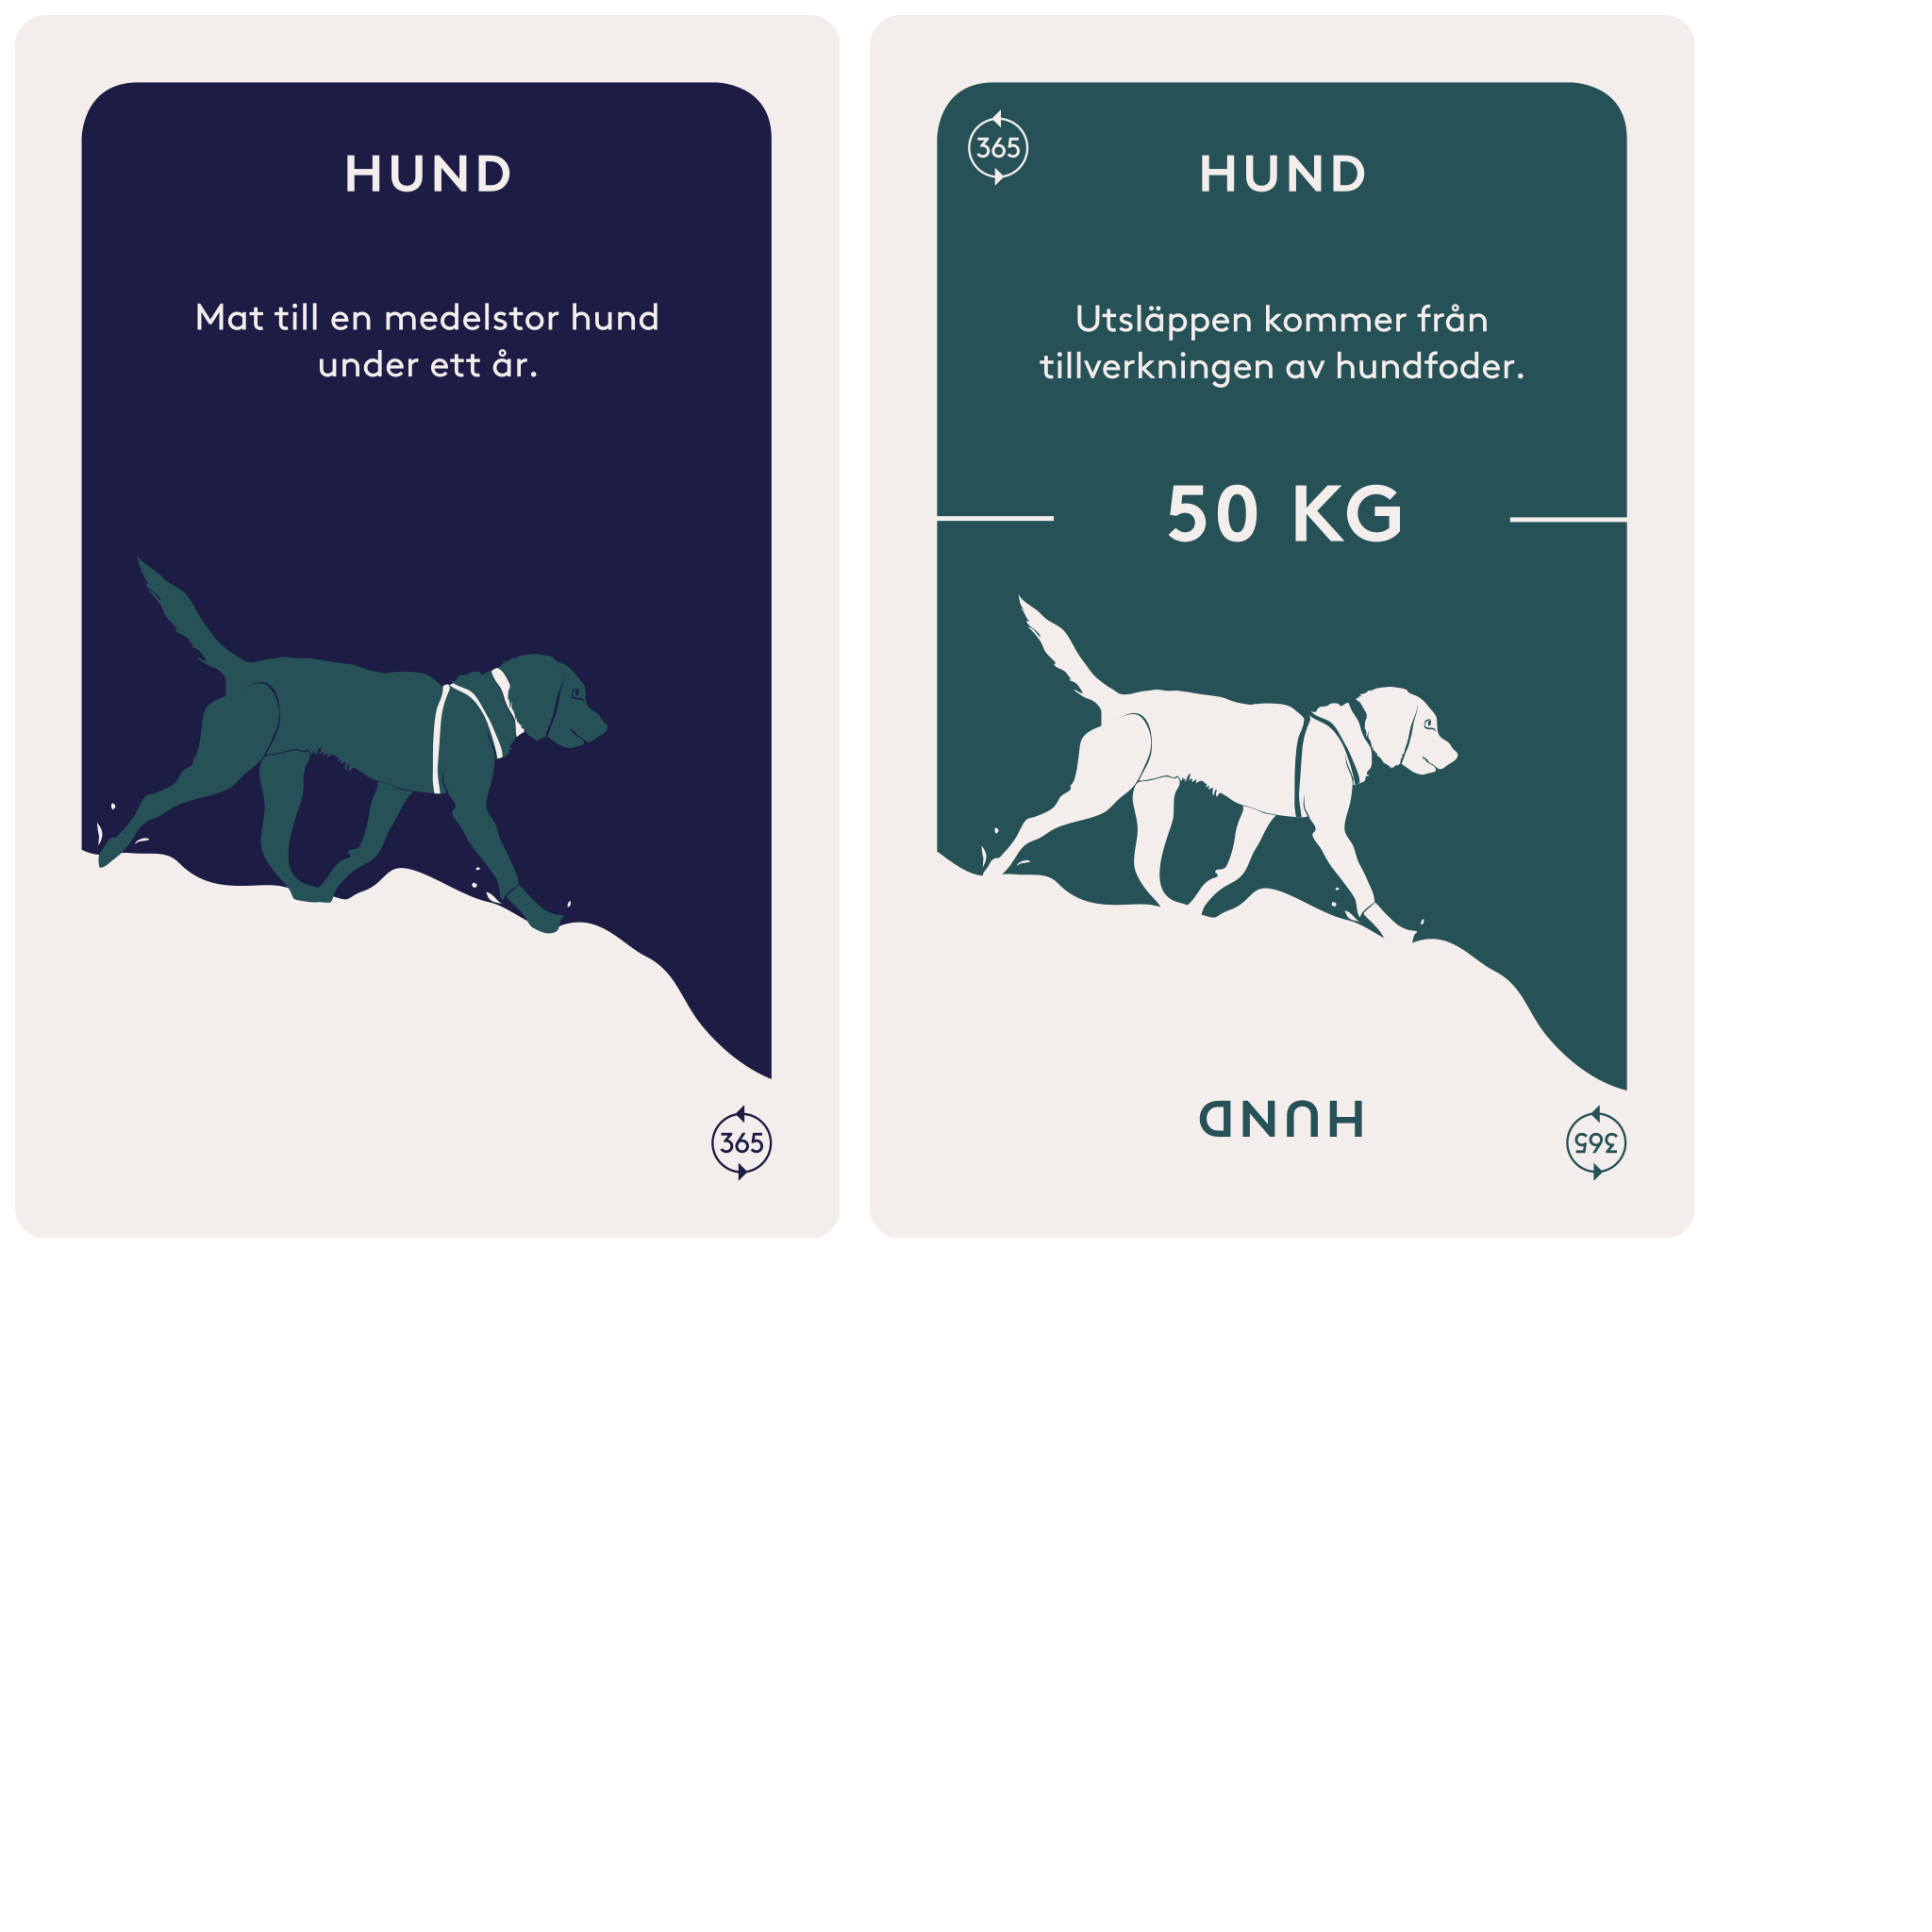 HUND
Mat till en medelstor hund
under ett år.
365
365
HUND
Utsläppen kommer från
tillverkningen av hundfoder.
50 KG
HUND
365